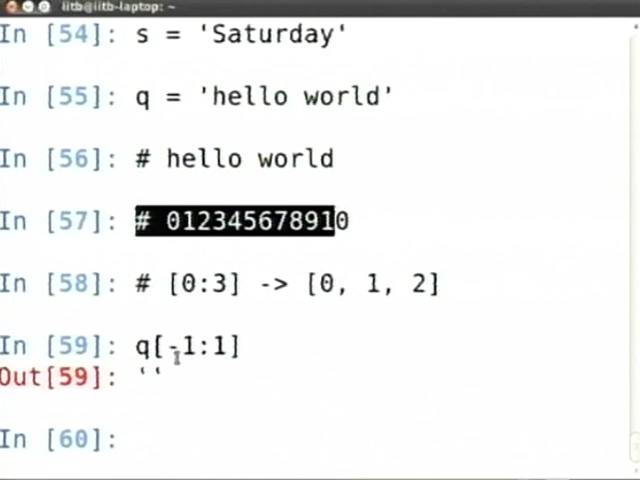 iitb@iitb-laptop: ~
In [54]: s = 'Saturday'
In [55]: q = 'hello world'
In [56]: # hello world
In [57]: # 012345678910
In [58]: # [0:3] -> [0, 1, 2]
In [59]: q[-1:1]
Out[59]: ''
In [60]: